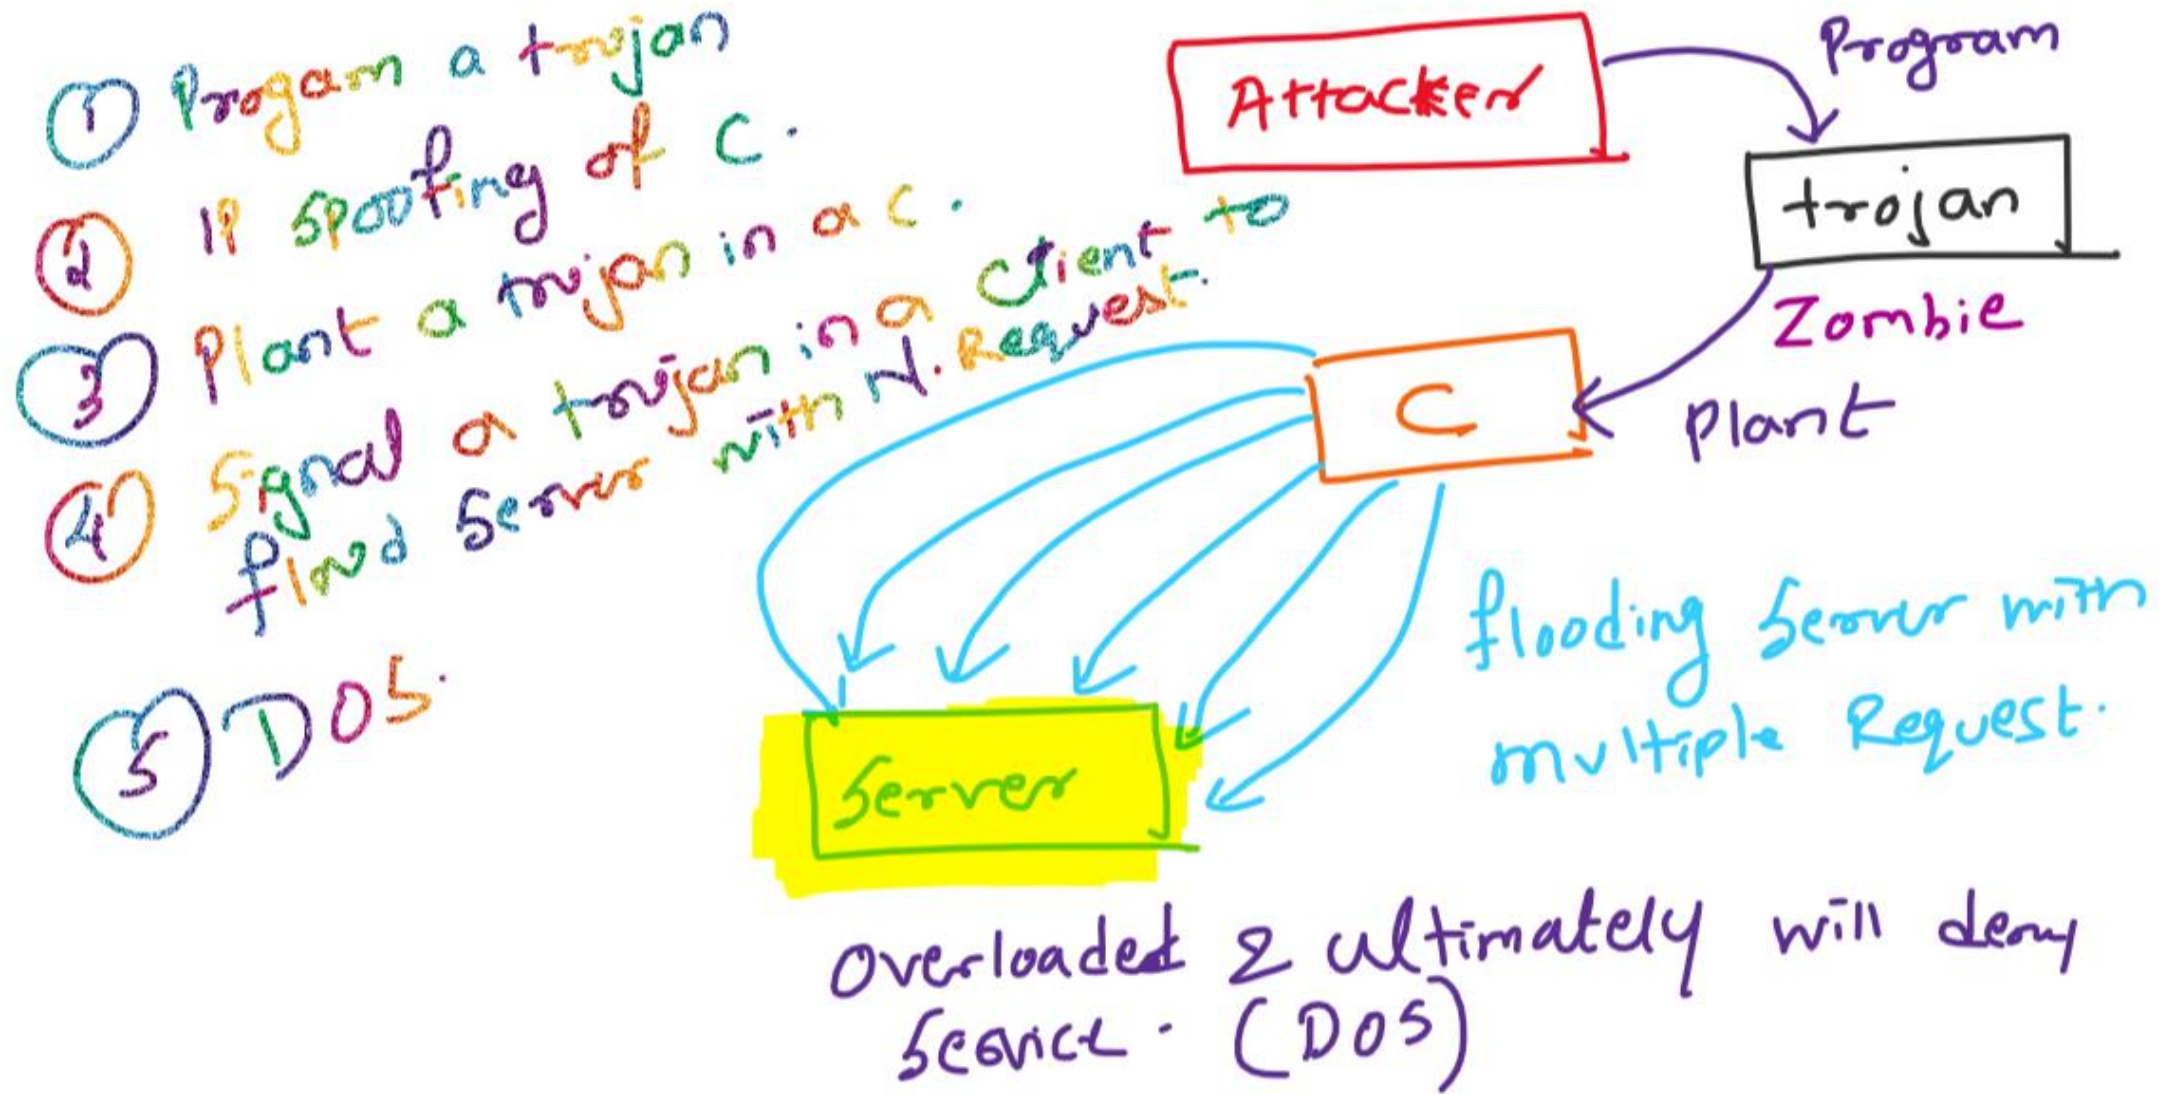 1 Progam a trojan
2 IP spoofing of C.
3 Plant a trojan in a C.
4 Signal a trojan in a Client to
flood Server with N. Request.
5 DOS.
Attacker
Program
trojan
Zombie
Plant
C
flooding Server with
multiple Request.
Server
Overloaded & ultimately will deny
Service. (DOS)